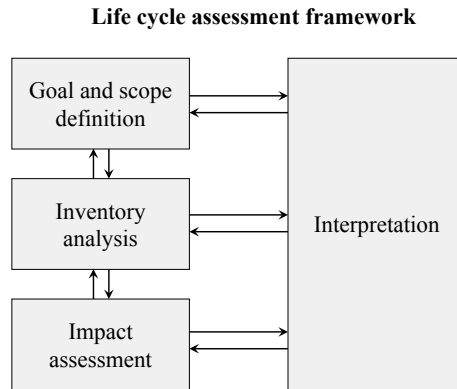 Life cycle assessment framework
Goal and scope
definition
Inventory
analysis
Interpretation
Impact
assessment